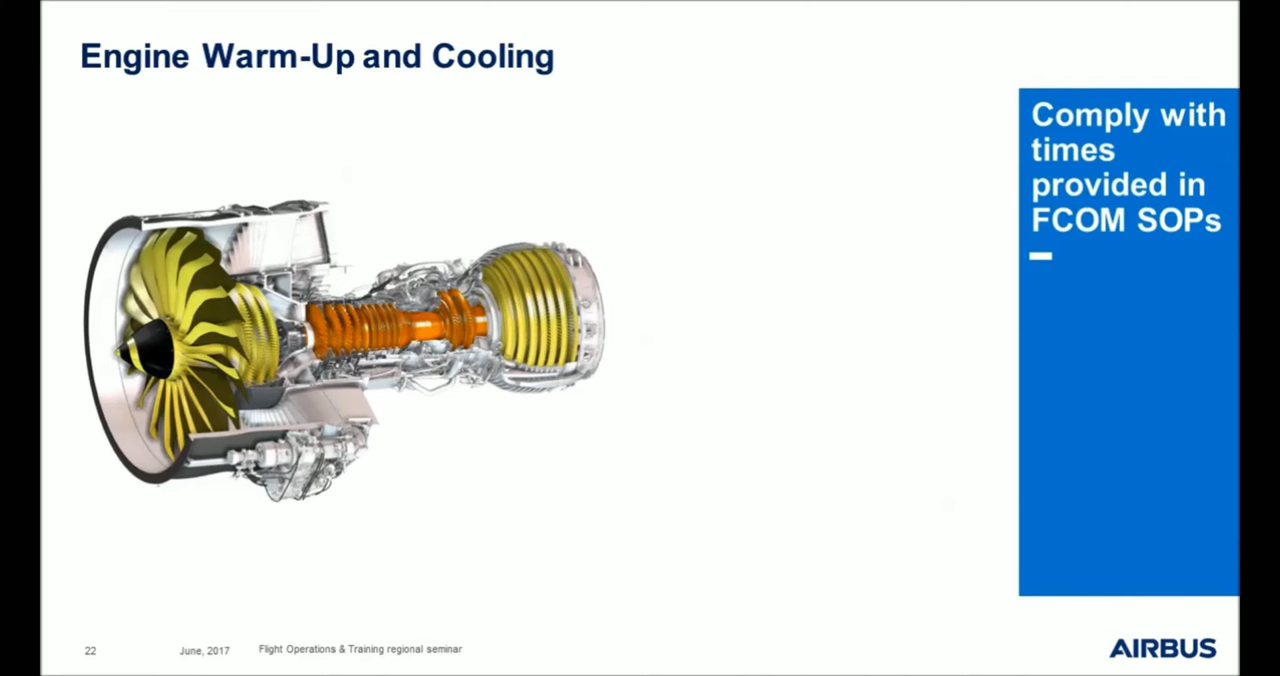 Engine Warm-Up and Cooling
Comply with
times
provided in
FCOM SOPs
22
June, 2017
Flight Operations & Training regional seminar
AIRBUS